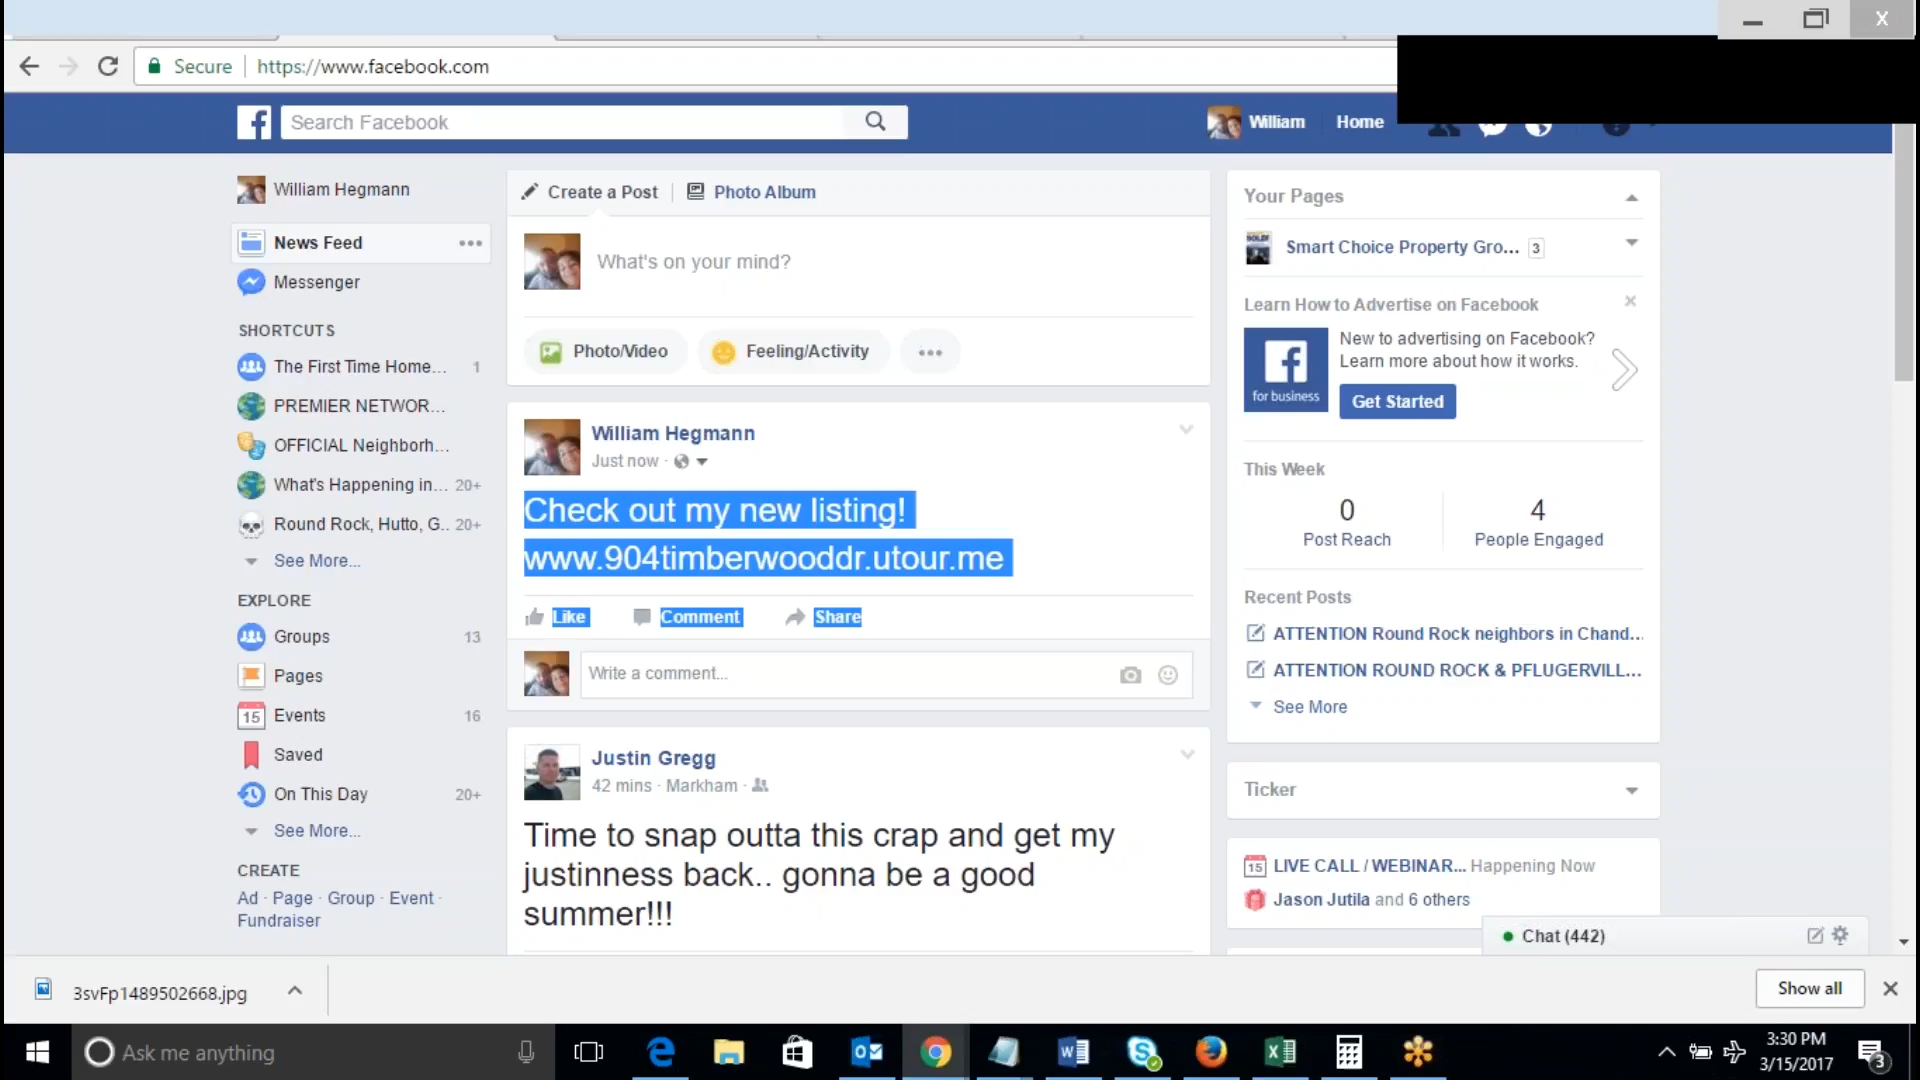 X
Secure
https://www.facebook.com
Search Facebook
William
Home
William Hegmann
News Feed
Messenger
SHORTCUTS
The First Time Home... 1
PREMIER NETWOR...
OFFICIAL Neighborh...
What's Happening in... 20+
Round Rock, Hutto, G.. 20+
See More...
EXPLORE
Groups 13
Pages
15 Events 16
Saved
On This Day 20+
See More...
CREATE
Ad · Page · Group · Event ·
Fundraiser
Create a Post
Photo Album
What's on your mind?
Photo/Video
Feeling/Activity
William Hegmann
Just now ·
Check out my new listing!
www.904timberwooddr.utour.me
Like
Comment
Share
Write a comment...
Justin Gregg
42 mins · Markham ·
Time to snap outta this crap and get my
justinness back.. gonna be a good
summer!!!
Your Pages
Smart Choice Property Gro... 3
Learn How to Advertise on Facebook
New to advertising on Facebook?
Learn more about how it works.
for business
Get Started
This Week
0
Post Reach
4
People Engaged
Recent Posts
ATTENTION Round Rock neighbors in Chand...
ATTENTION ROUND ROCK & PFLUGERVILL...
See More
Ticker
15 LIVE CALL / WEBINAR... Happening Now
Jason Jutila and 6 others
Chat (442)
3svFp1489502668.jpg
Show all
Ask me anything
3:30 PM
3/15/2017
3